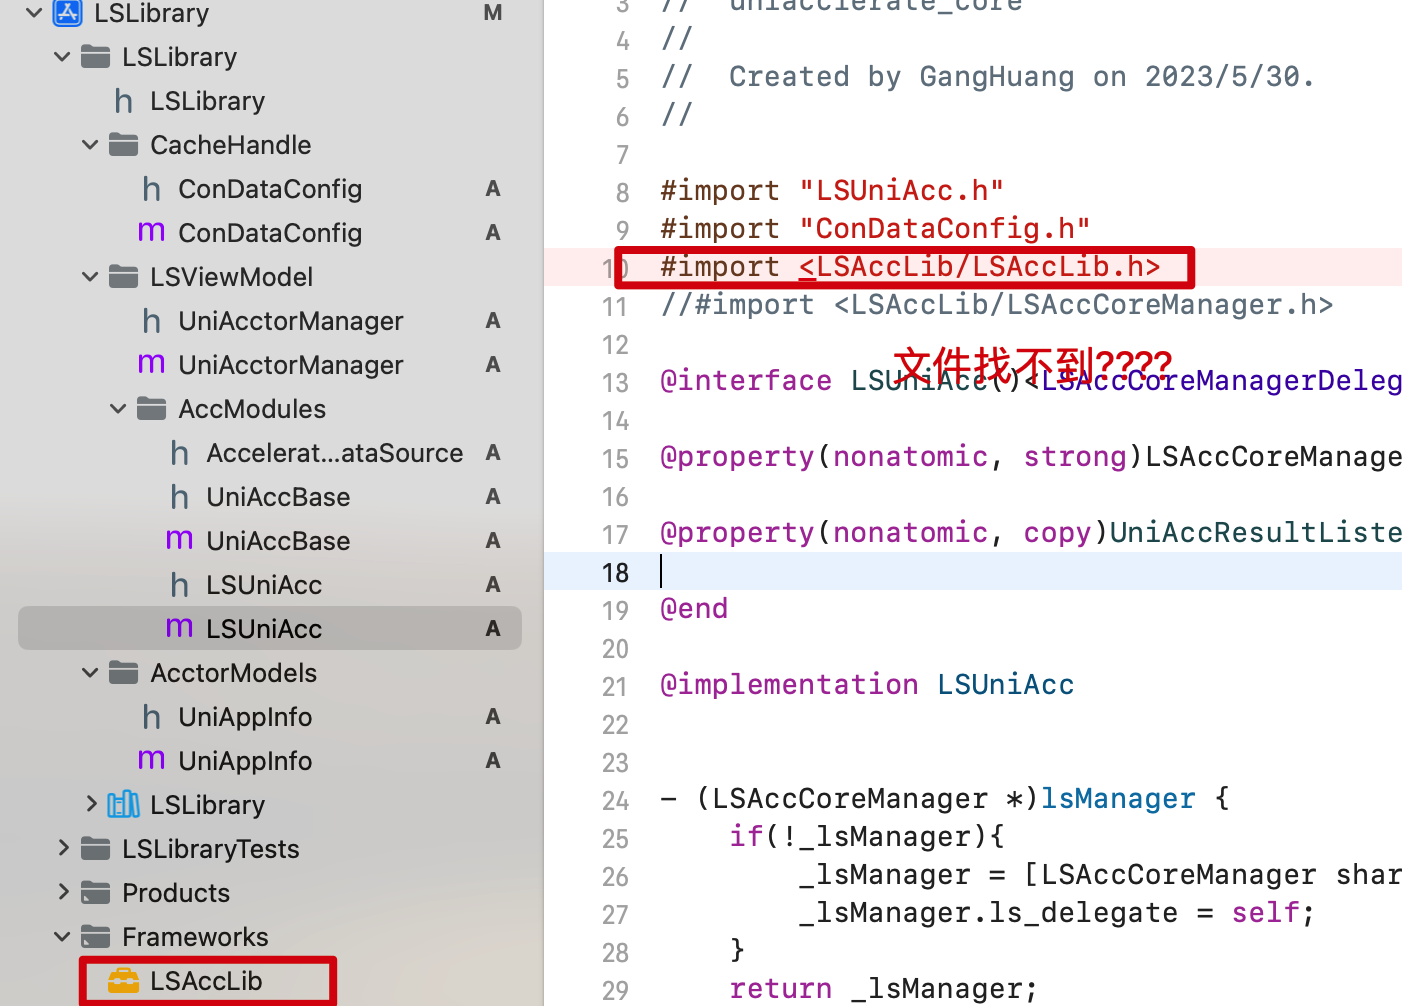 LSLibrary M
LSLibrary
h LSLibrary
CacheHandle
h ConDataConfig A
m ConDataConfig A
LSViewModel
h UniAcctorManager A
m UniAcctorManager A
AccModules
h Accelerat...ataSource A
h UniAccBase A
m UniAccBase A
h LSUniAcc A
m LSUniAcc A
AcctorModels
h UniAppInfo A
m UniAppInfo A
LSLibrary
LSLibraryTests
Products
Frameworks
LSAccLib
3 // uniacclerate_core
4 //
5 // Created by GangHuang on 2023/5/30.
6 //
7
8 #import "LSUniAcc.h"
9 #import "ConDataConfig.h"
10 #import <LSAccLib/LSAccLib.h>
11 //#import <LSAccLib/LSAccCoreManager.h>
12
文件找不到????
13 @interface LSUniAcc()<LSAccCoreManagerDeleg
14
15 @property(nonatomic, strong)LSAccCoreManage
16
17 @property(nonatomic, copy)UniAccResultListe
18
19 @end
20
21 @implementation LSUniAcc
22
23
24 - (LSAccCoreManager *)lsManager {
25 if(!_lsManager){
26 _lsManager = [LSAccCoreManager shar
27 _lsManager.ls_delegate = self;
28 }
29 return _lsManager;